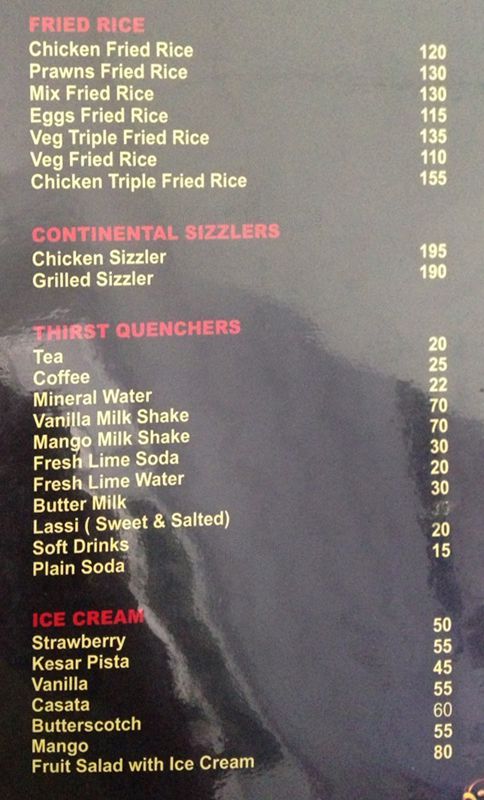 FRIED RICE
Chicken Fried Rice 120
Prawns Fried Rice 130
Mix Fried Rice 130
Eggs Fried Rice 115
Veg Triple Fried Rice 135
Veg Fried Rice 110
Chicken Triple Fried Rice 155
CONTINENTAL SIZZLERS
Chicken Sizzler 195
Grilled Sizzler 190
THIRST QUENCHERS
Tea 20
Coffee 25
Mineral Water 22
Vanilla Milk Shake 70
Mango Milk Shake 70
Fresh Lime Soda 30
Fresh Lime Water 20
Butter Milk 30
Lassi ( Sweet & Salted)
Soft Drinks 20
Plain Soda 15
ICE CREAM
Strawberry 50
Kesar Pista 55
Vanilla 45
Casata 55
Butterscotch 60
Mango 55
Fruit Salad with Ice Cream 80